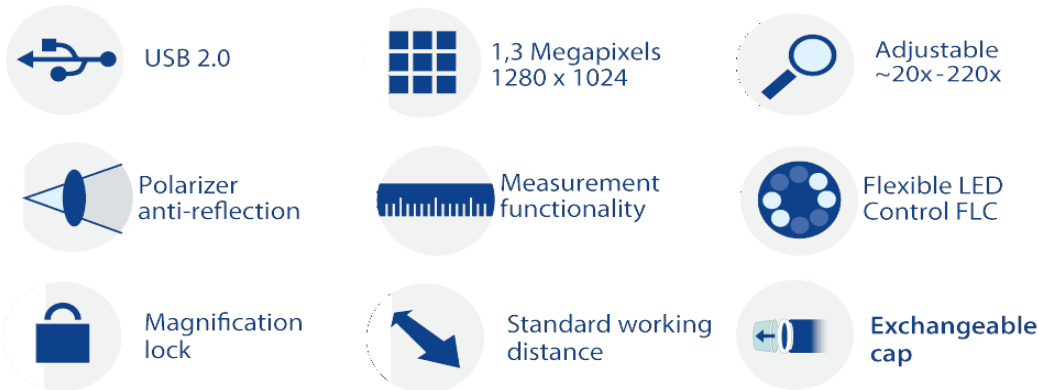 USB 2.0
1,3 Megapixels
1280 x 1024
Adjustable
~20x-220x
Polarizer
anti-reflection
Measurement
functionality
Flexible LED
Control FLC
Magnification
lock
Standard working
distance
Exchangeable
cap